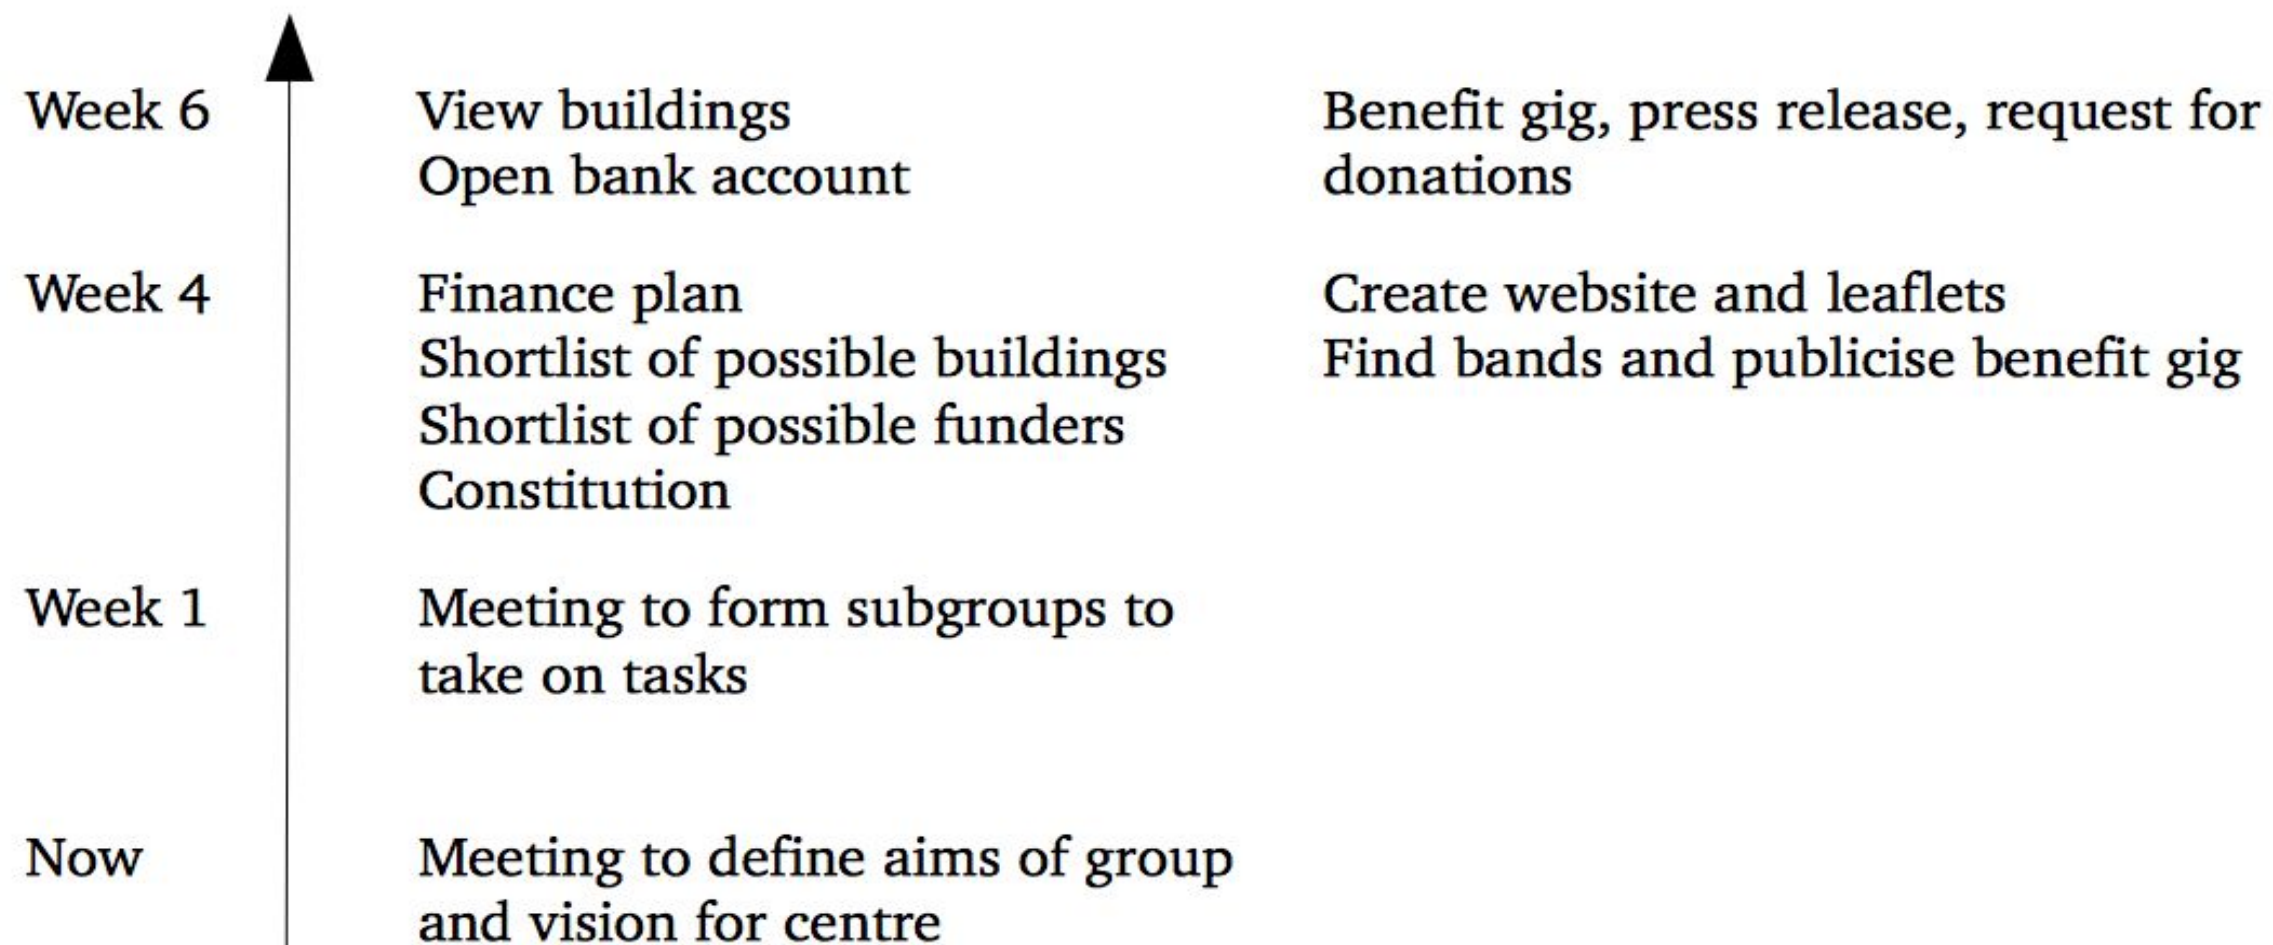 Week 6
View buildings
Open bank account
Benefit gig, press release, request for
donations
Week 4
Finance plan
Shortlist of possible buildings
Shortlist of possible funders
Constitution
Create website and leaflets
Find bands and publicise benefit gig
Week 1
Meeting to form subgroups to
take on tasks
Now
Meeting to define aims of group
and vision for centre